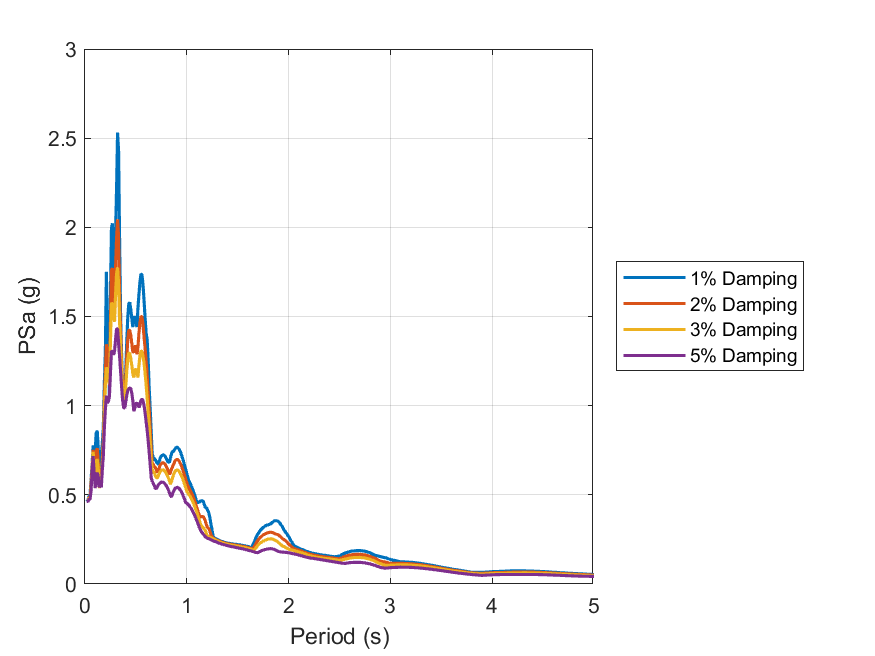 3
2.5
2
1.5
1
0.5
0
0 1 2 3 4 5
PSa (g)
Period (s)
1% Damping
2% Damping
3% Damping
5% Damping